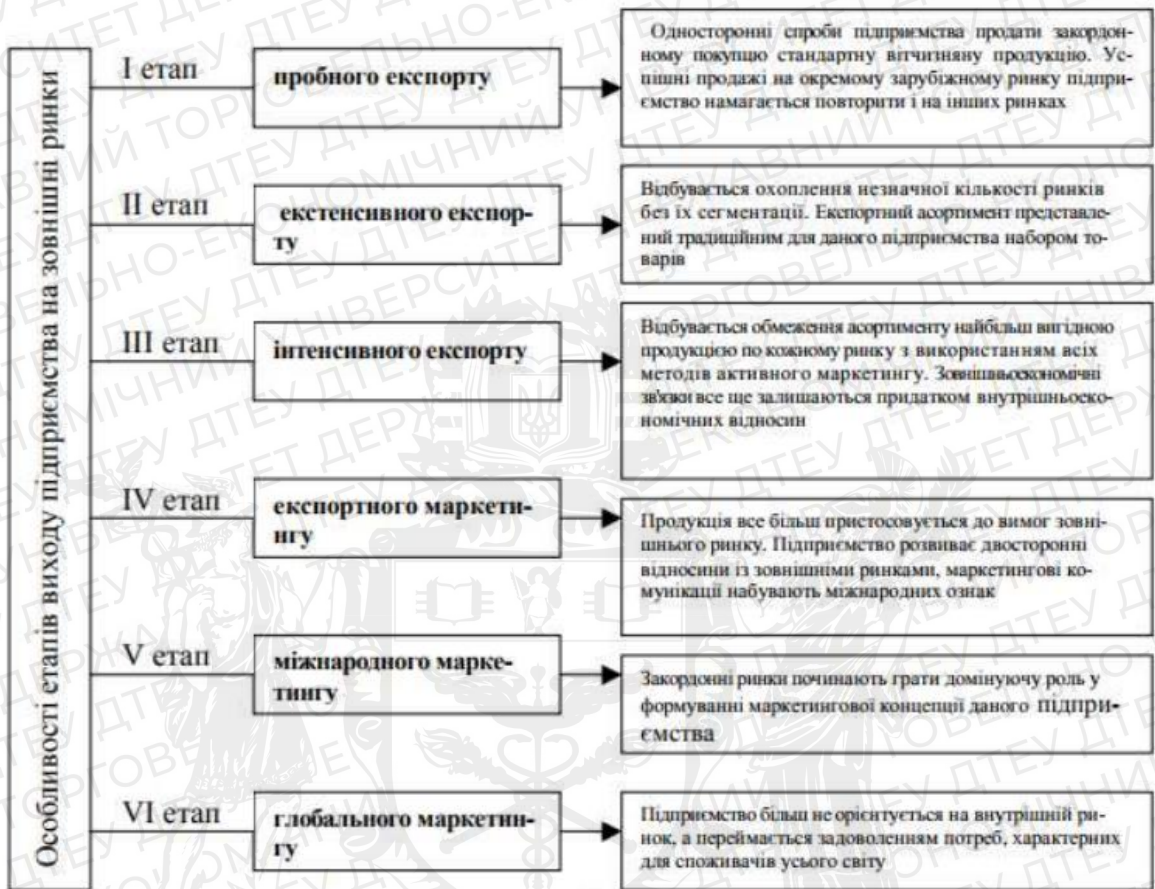 Особливості етапів виходу підприємства на зовнішні ринки
I етап
пробного експорту
Односторонні спроби підприємства продати закордон-
ному покупцю стандартну вітчизняну продукцію. Ус-
пішні продажі на окремому зарубіжному ринку підпри-
ємство намагається повторити і на інших ринках
II етап
екстенсивного експор-
ту
Відбувається охоплення незначної кількості ринків
без їх сегментації. Експортний асортимент представле-
ний традиційним для даного підприємства набором то-
варів
III етап
інтенсивного експорту
Відбувається обмеження асортименту найбільш вигідною
продукцією по кожному ринку з використанням всіх
методів активного маркетингу. Зовнішньоекономічні
зв'язки все ще залишаються придатком внутрішньоеко-
номічних відносин
IV етап
експортного маркети-
нгу
Продукція все більш пристосовується до вимог зовні-
шнього ринку. Підприємство розвиває двосторонні
відносини із зовнішніми ринками, маркетингові ко-
мунікації набувають міжнародних ознак
V етап
міжнародного марке-
тингу
Закордонні ринки починають грати домінуючу роль у
формуванні маркетингової концепції даного підпри-
ємства
VI етап
глобального маркетин-
гу
Підприємство більш не орієнтується на внутрішній ри-
нок, а переймається задоволенням потреб, характерних
для споживачів усього світу